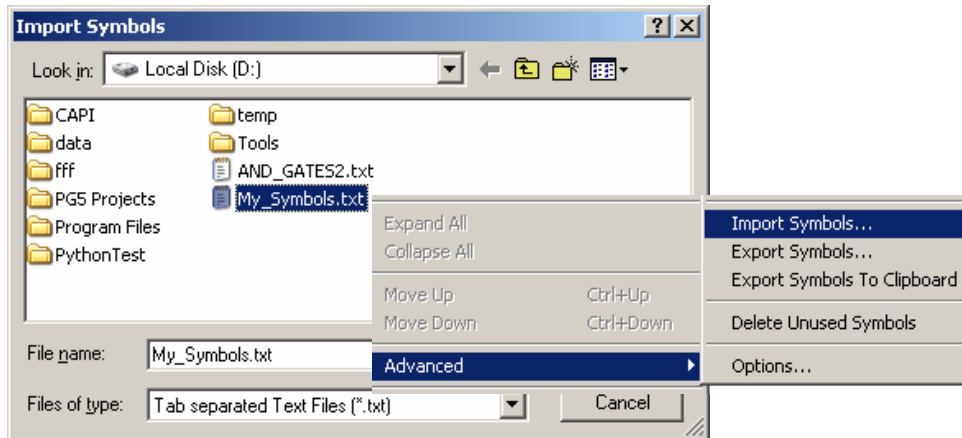 Import Symbols
Look in: Local Disk (D:)
CAPI
data
fff
PG5 Projects
Program Files
PythonTest
temp
Tools
AND_GATES2.txt
My_Symbols.txt
Expand All
Collapse All
Move Up Ctrl+Up
Move Down Ctrl+Down
Advanced
Import Symbols...
Export Symbols...
Export Symbols To Clipboard
Delete Unused Symbols
Options...
File name: My_Symbols.txt
Files of type: Tab separated Text Files (*.txt)
Cancel